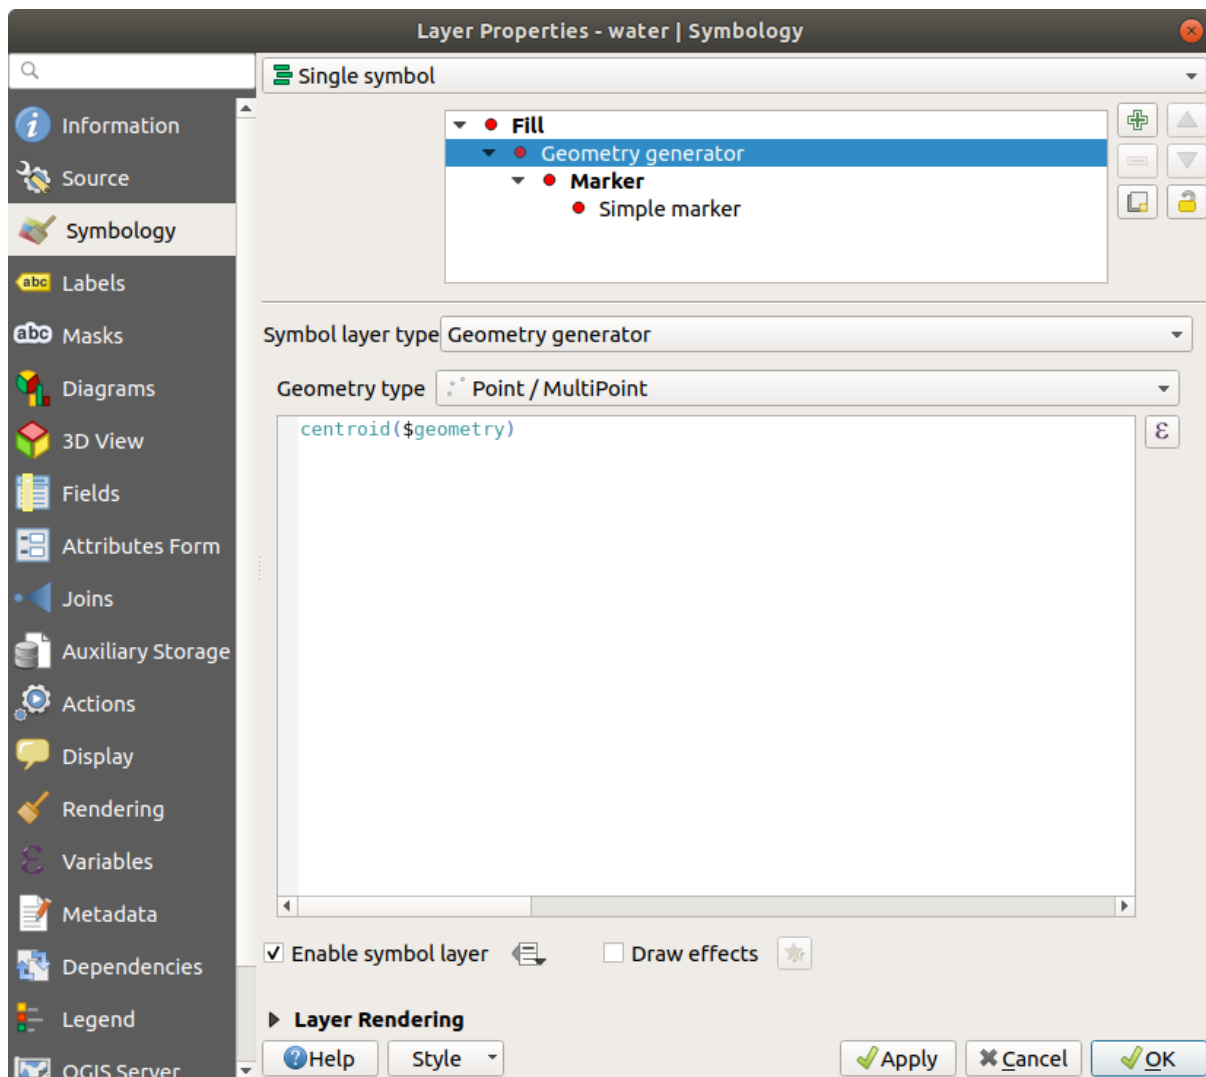 Layer Properties - water | Symbology
Single symbol
Information
Source
Symbology
Labels
Masks
Diagrams
3D View
Fields
Attributes Form
Joins
Auxiliary Storage
Actions
Display
Rendering
Variables
Metadata
Dependencies
Legend
QGIS Server
Fill
Geometry generator
Marker
Simple marker
Symbol layer type Geometry generator
Geometry type Point / MultiPoint
centroid($geometry)
ε
Enable symbol layer Draw effects
Layer Rendering
Help Style Apply Cancel OK